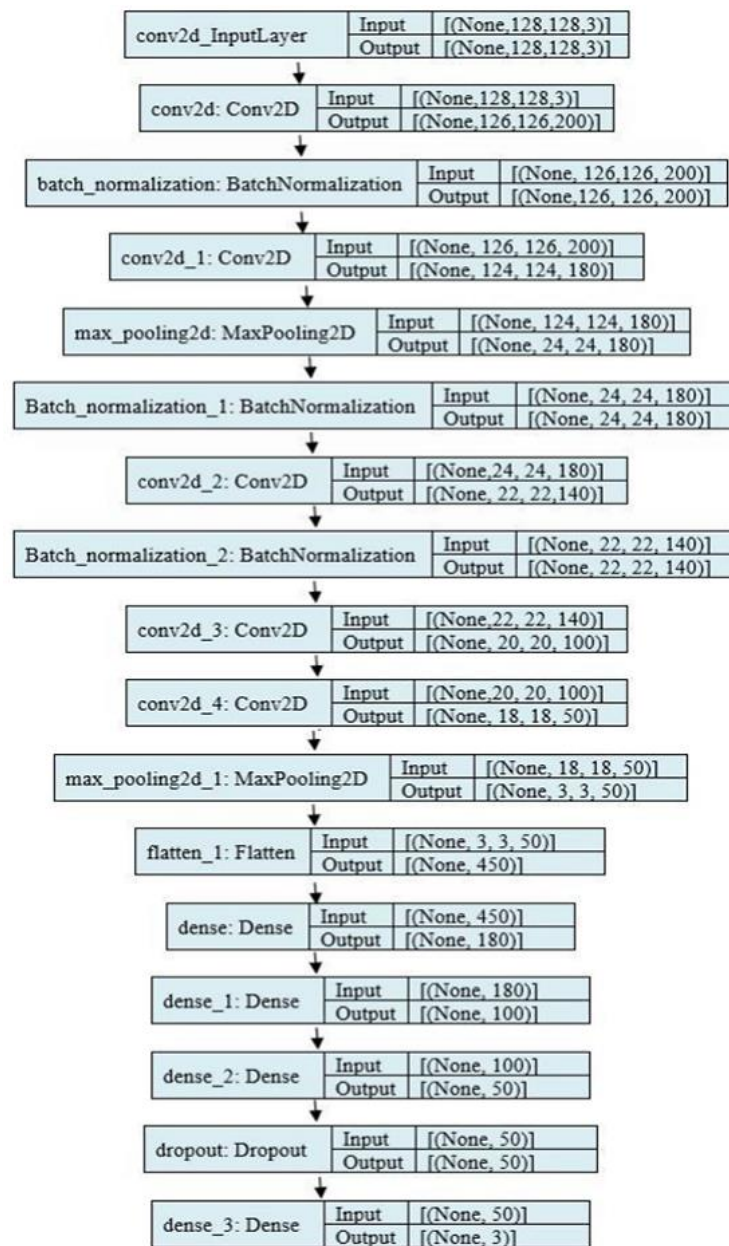 conv2d_InputLayer Input [(None,128,128,3)]
Output [(None,128,128,3)]
conv2d: Conv2D Input [(None,128,128,3)]
Output [(None,126,126,200)]
batch_normalization: BatchNormalization Input [(None, 126,126, 200)]
Output [(None,126, 126, 200)]
conv2d_1: Conv2D Input [(None, 126, 126, 200)]
Output [(None, 124, 124, 180)]
max_pooling2d: MaxPooling2D Input [(None, 124, 124, 180)]
Output [(None, 24, 24, 180)]
Batch_normalization_1: BatchNormalization Input [(None, 24, 24, 180)]
Output [(None, 24, 24, 180)]
conv2d_2: Conv2D Input [(None,24, 24, 180)]
Output [(None, 22, 22,140)]
Batch_normalization_2: BatchNormalization Input [(None, 22, 22, 140)]
Output [(None, 22, 22, 140)]
conv2d_3: Conv2D Input [(None,22, 22, 140)]
Output [(None, 20, 20, 100)]
conv2d_4: Conv2D Input [(None,20, 20, 100)]
Output [(None, 18, 18, 50)]
max_pooling2d_1: MaxPooling2D Input [(None, 18, 18, 50)]
Output [(None, 3, 3, 50)]
flatten_1: Flatten Input [(None, 3, 3, 50)]
Output [(None, 450)]
dense: Dense Input [(None, 450)]
Output [(None, 180)]
dense_1: Dense Input [(None, 180)]
Output [(None, 100)]
dense_2: Dense Input [(None, 100)]
Output [(None, 50)]
dropout: Dropout Input [(None, 50)]
Output [(None, 50)]
dense_3: Dense Input [(None, 50)]
Output [(None, 3)]